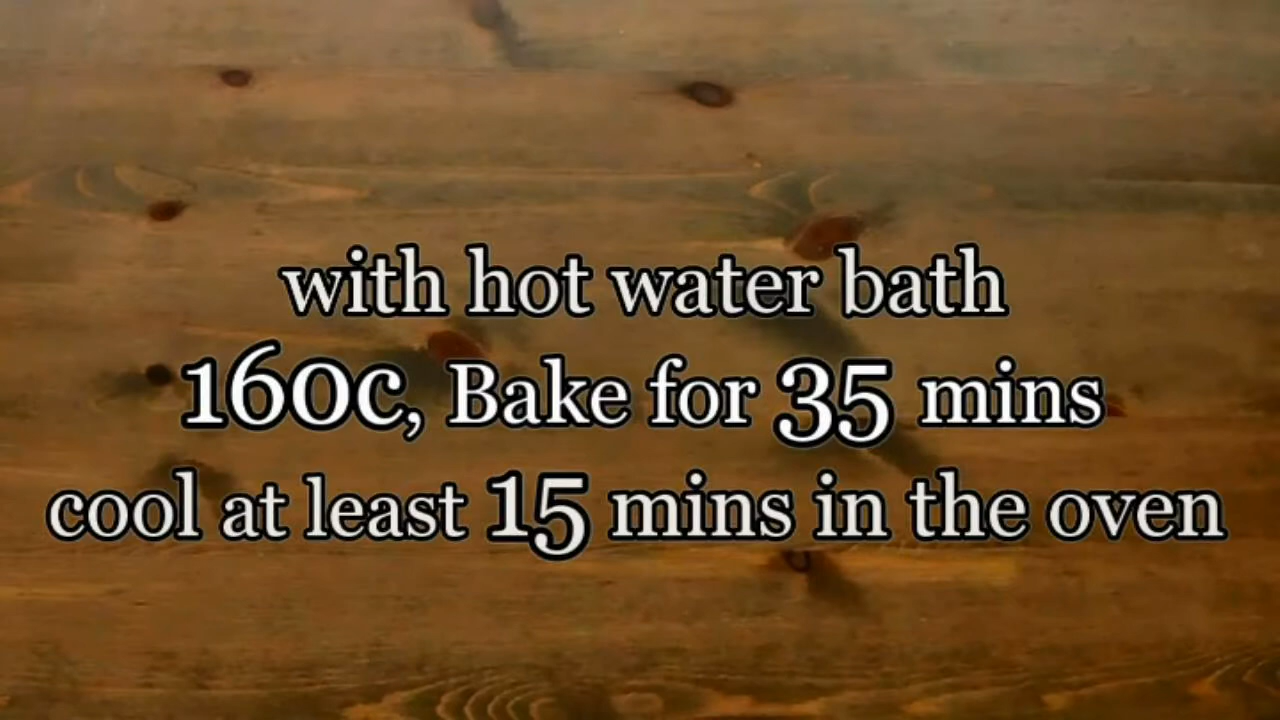 with hot water bath
160c, Bake for 35 mins
cool at least 15 mins in the oven